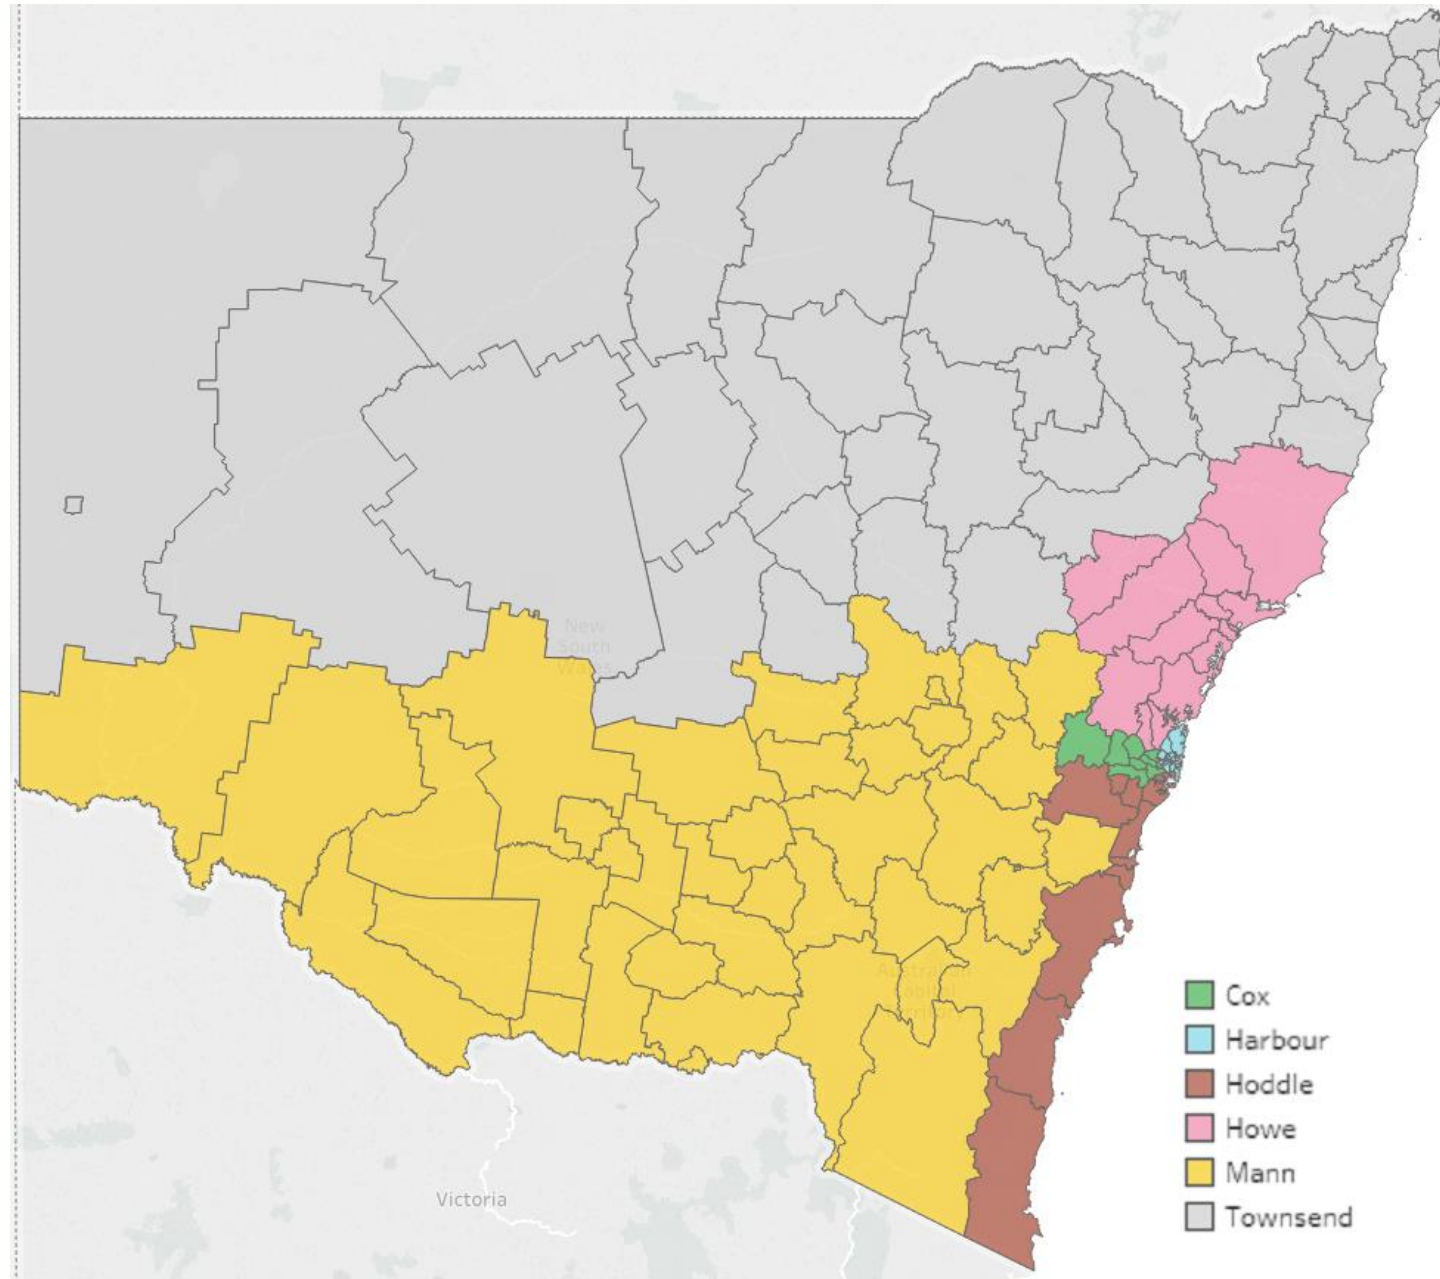 New
South
Wales
Australian
Capital
Territory
Victoria
Cox
Harbour
Hoddle
Howe
Mann
Townsend